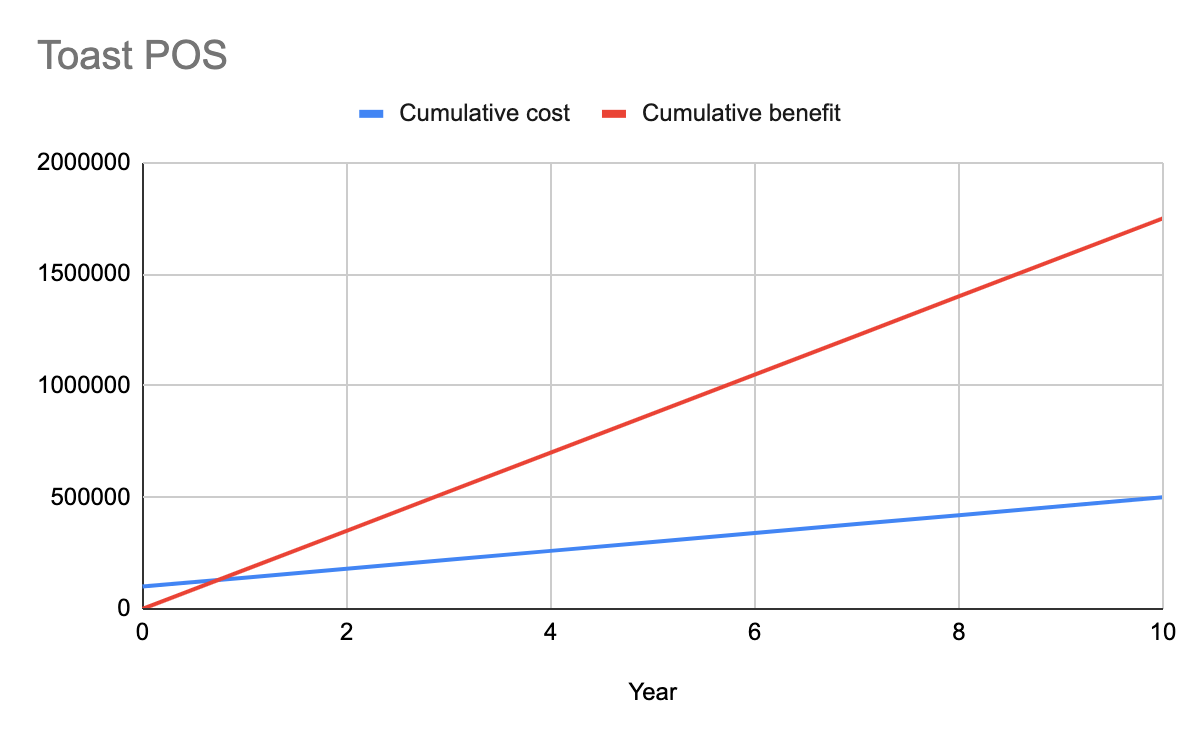 Toast POS
Cumulative cost
Cumulative benefit
2000000
1500000
1000000
500000
0
0 2 4 6 8 10
Year